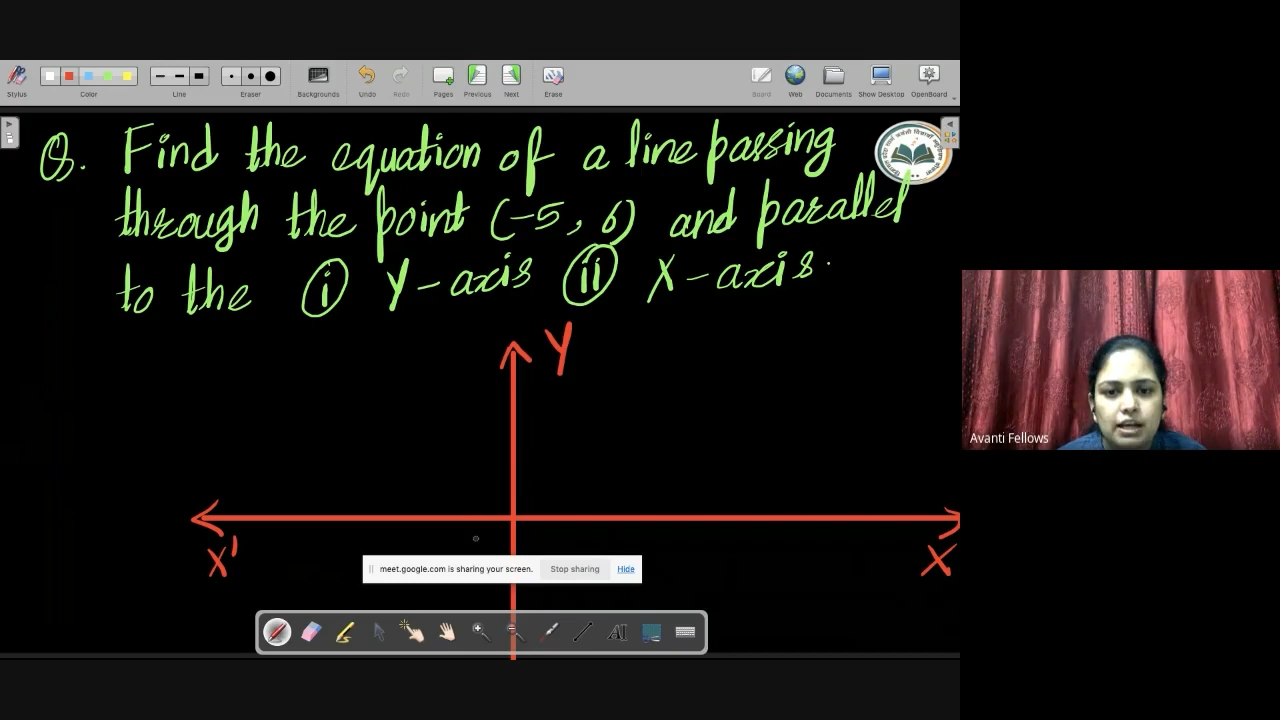 Stylus
Color
Line
Eraser
Backgrounds
Undo
Redo
Pages
Previous
Next
Erase
Board
Web
Documents
Show Desktop
OpenBoard
Q. Find the equation of a line passing
through the point (-5, 6) and parallel
to the (i) Y-axis (ii) X-axis.
Y
X'
X
meet.google.com is sharing your screen. Stop sharing Hide
AI
Avanti Fellows